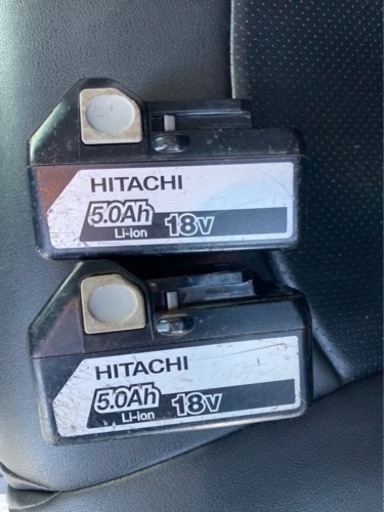 HITACHI
5.0Ah
Li-ion 18V
HITACHI
5.0Ah
Li-ion 18V